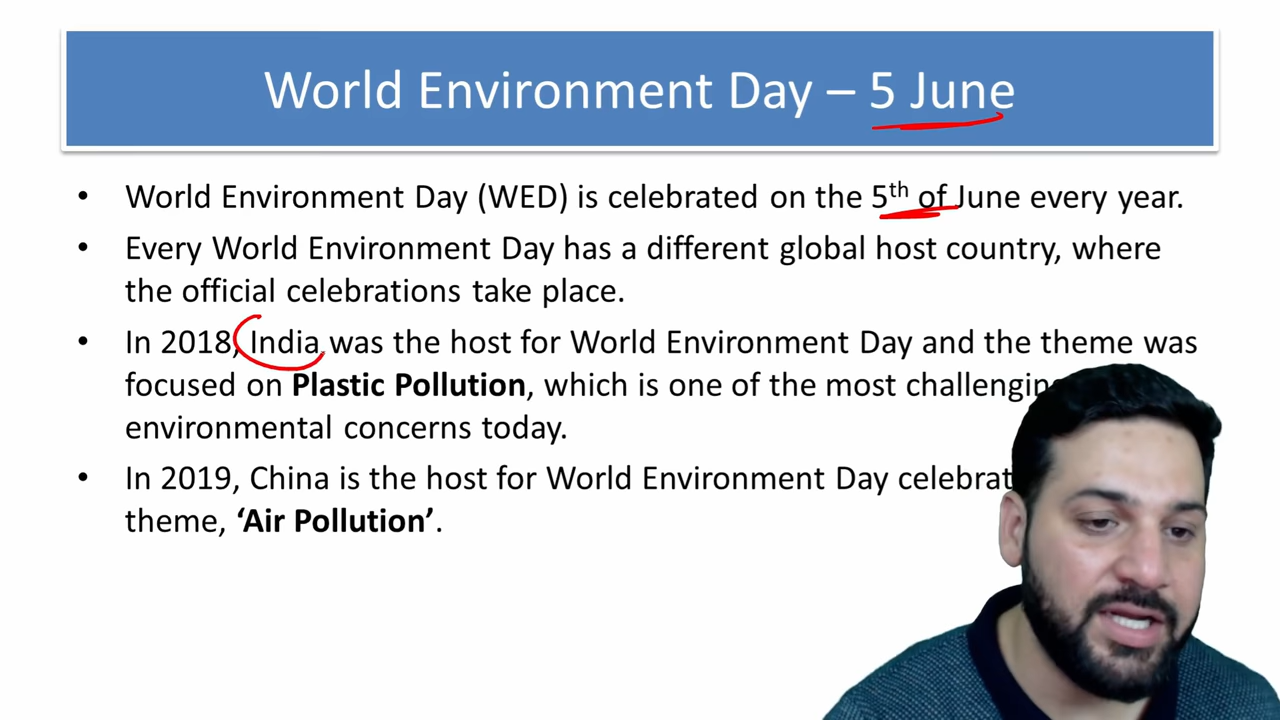 World Environment Day – 5 June
• World Environment Day (WED) is celebrated on the 5th of June every year.
• Every World Environment Day has a different global host country, where
the official celebrations take place.
• In 2018, India was the host for World Environment Day and the theme was
focused on Plastic Pollution, which is one of the most challenging
environmental concerns today.
• In 2019, China is the host for World Environment Day
theme, ‘Air Pollution’.